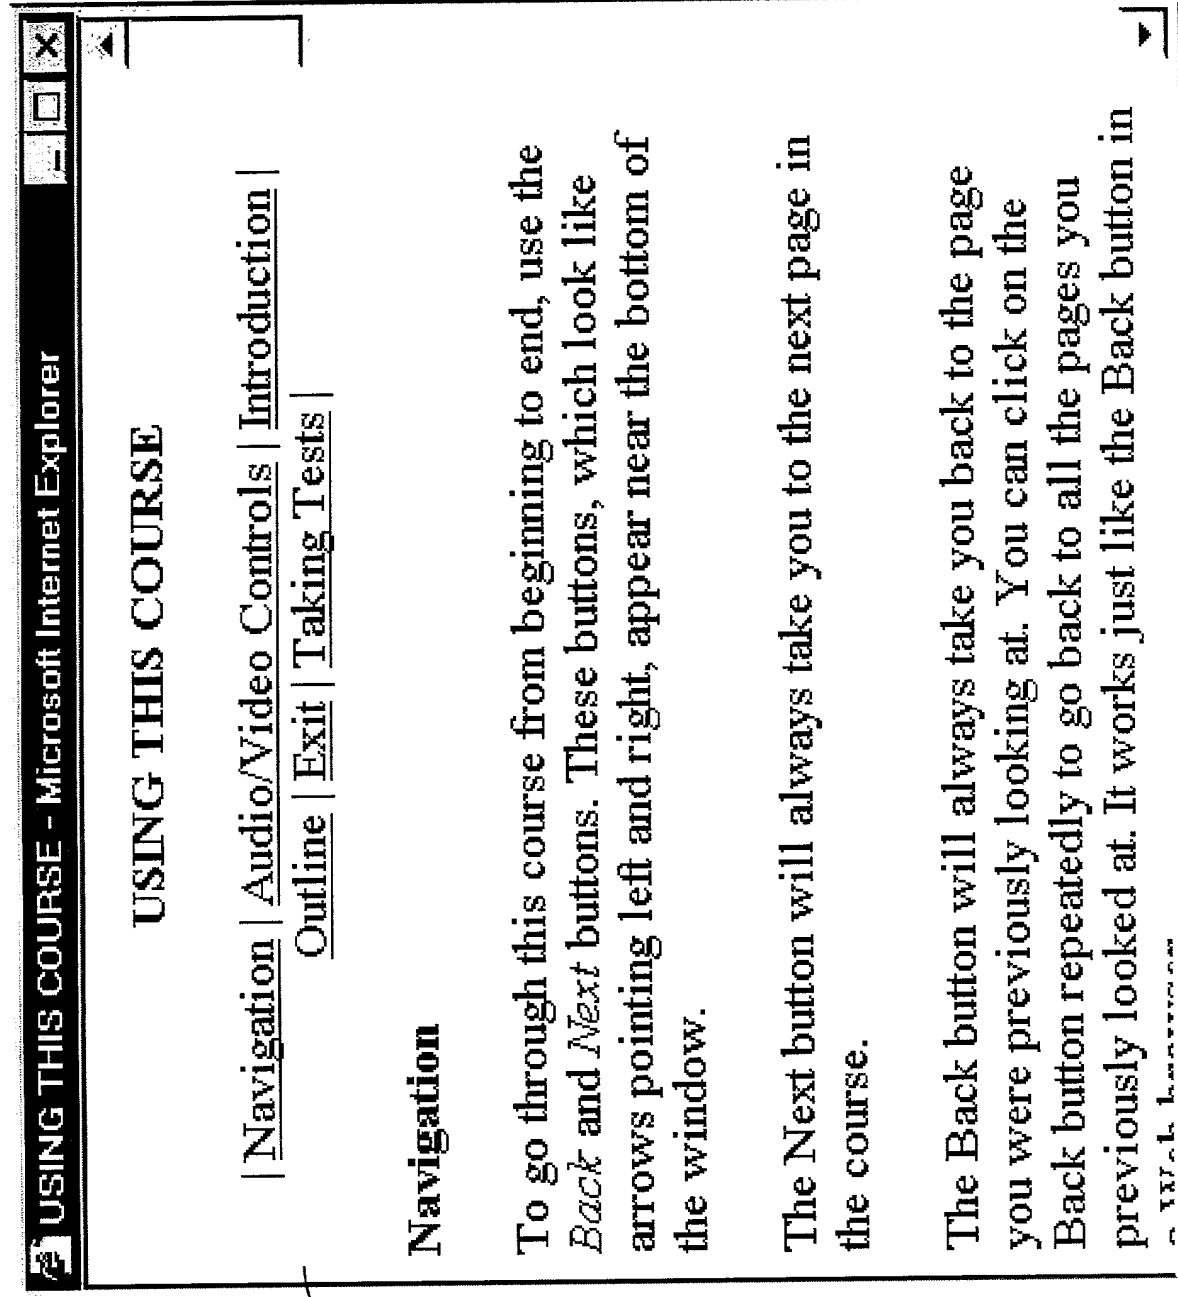 USING THIS COURSE - Microsoft Internet Explorer
USING THIS COURSE
| Navigation | Audio/Video Controls | Introduction |
Outline | Exit | Taking Tests |
Navigation
To go through this course from beginning to end, use the
Back and Next buttons. These buttons, which look like
arrows pointing left and right, appear near the bottom of
the window.
The Next button will always take you to the next page in
the course.
The Back button will always take you back to the page
you were previously looking at. You can click on the
Back button repeatedly to go back to all the pages you
previously looked at. It works just like the Back button in
a Web browser